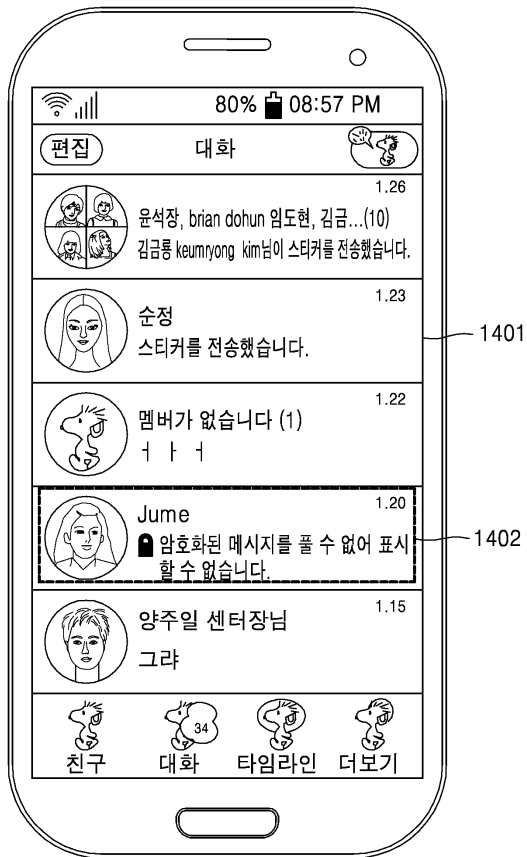 80% 08:57 PM
편집 대화
1.26
윤석장, brian dohun 임도현, 김금...(10)
김금룡 keumryong kim님이 스티커를 전송했습니다.
1.23
순정
스티커를 전송했습니다.
1401
1.22
멤버가 없습니다 (1)
ㅓ ㅏ ㅓ
1.20
Jume
암호화된 메시지를 풀 수 없어 표시
할 수 없습니다.
1402
1.15
양주일 센터장님
그랴
34
친구 대화 타임라인 더보기